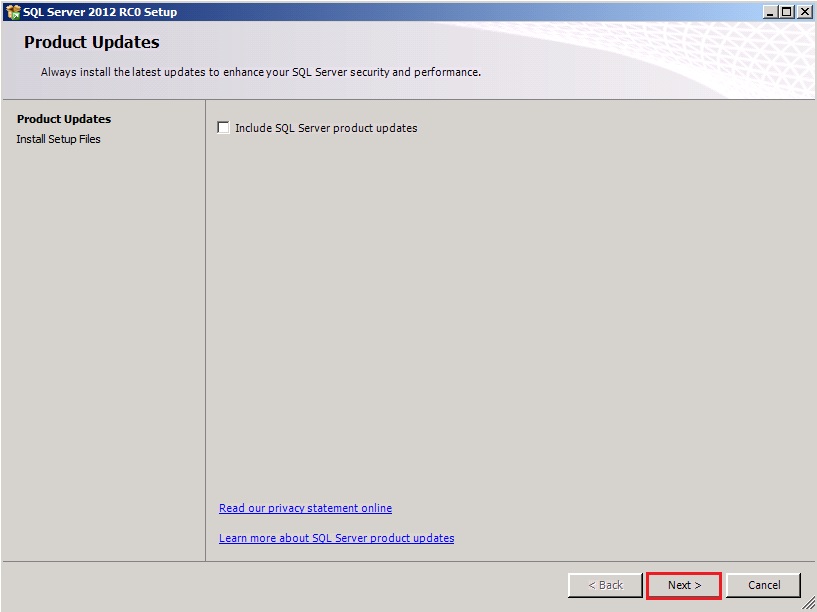 SQL Server 2012 RC0 Setup
Product Updates
Always install the latest updates to enhance your SQL Server security and performance.
Product Updates
Install Setup Files
Include SQL Server product updates
Read our privacy statement online
Learn more about SQL Server product updates
< Back
Next >
Cancel